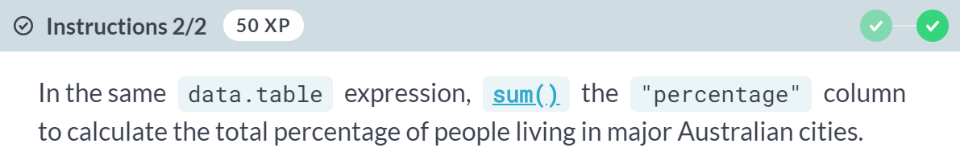 Instructions 2/2 50 XP
In the same data.table expression, sum() the "percentage" column
to calculate the total percentage of people living in major Australian cities.